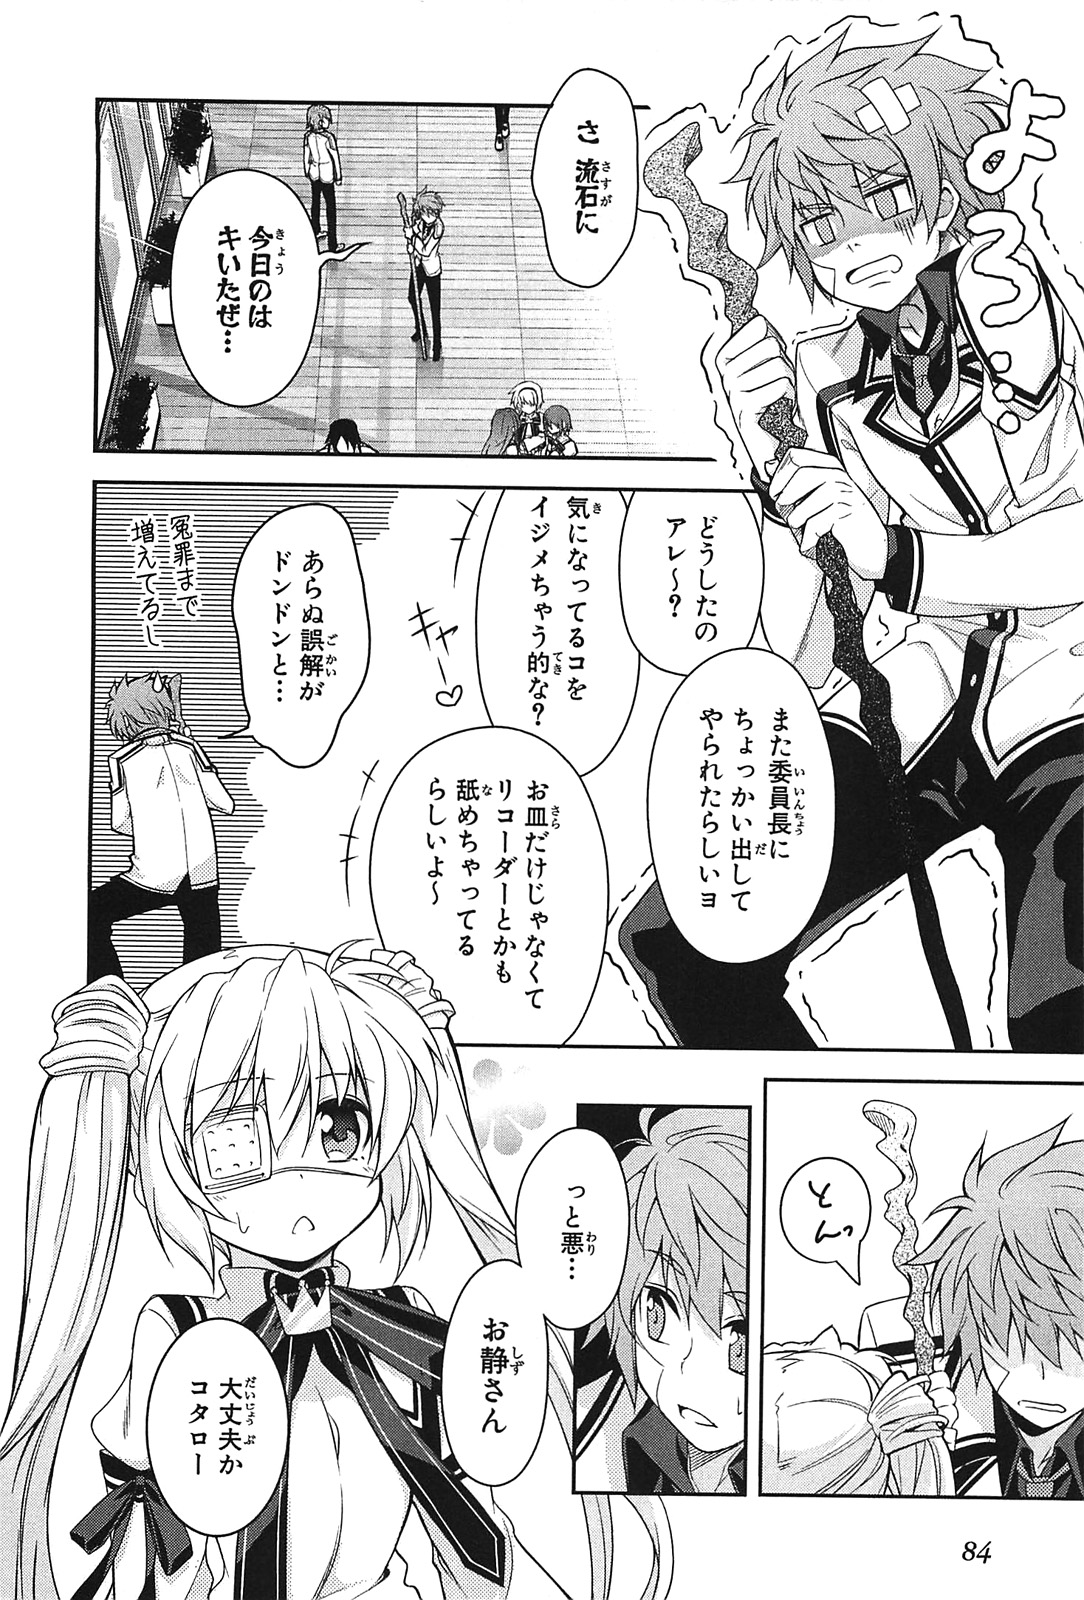 よろ‥‥
さ 流石に
今日のは
キいたぜ…
どうしたの
アレ～?
また委員長に
ちょっかい出して
やられたらしいヨ
気になってるコを
イジメちゃう的な?
キャー♡
お皿だけじゃなくて
リコーダーとかも
舐めちゃってる
らしいよ～
あらぬ誤解が
ドンドンと…
冤罪まで
増えてるし
とんっ
っと悪…
お静さん
大丈夫か
コタロー
84